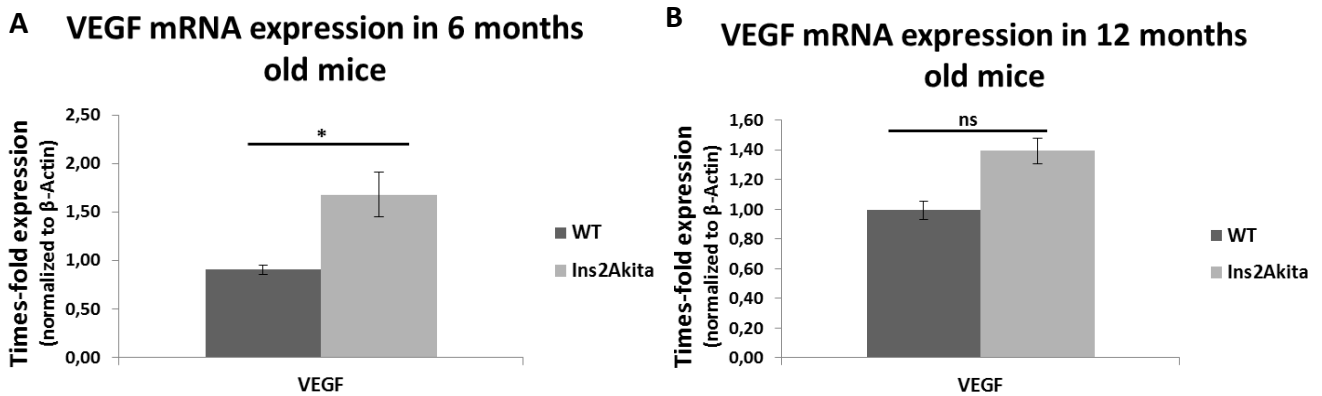 A
VEGF mRNA expression in 6 months
old mice
Times-fold expression
(normalized to β-Actin)
2,50
2,00
1,50
1,00
0,50
0,00
*
VEGF
WT
Ins2Akita
B
VEGF mRNA expression in 12 months
old mice
Times-fold expression
(normalized to β-Actin)
1,60
1,40
1,20
1,00
0,80
0,60
0,40
0,20
0,00
ns
VEGF
WT
Ins2Akita